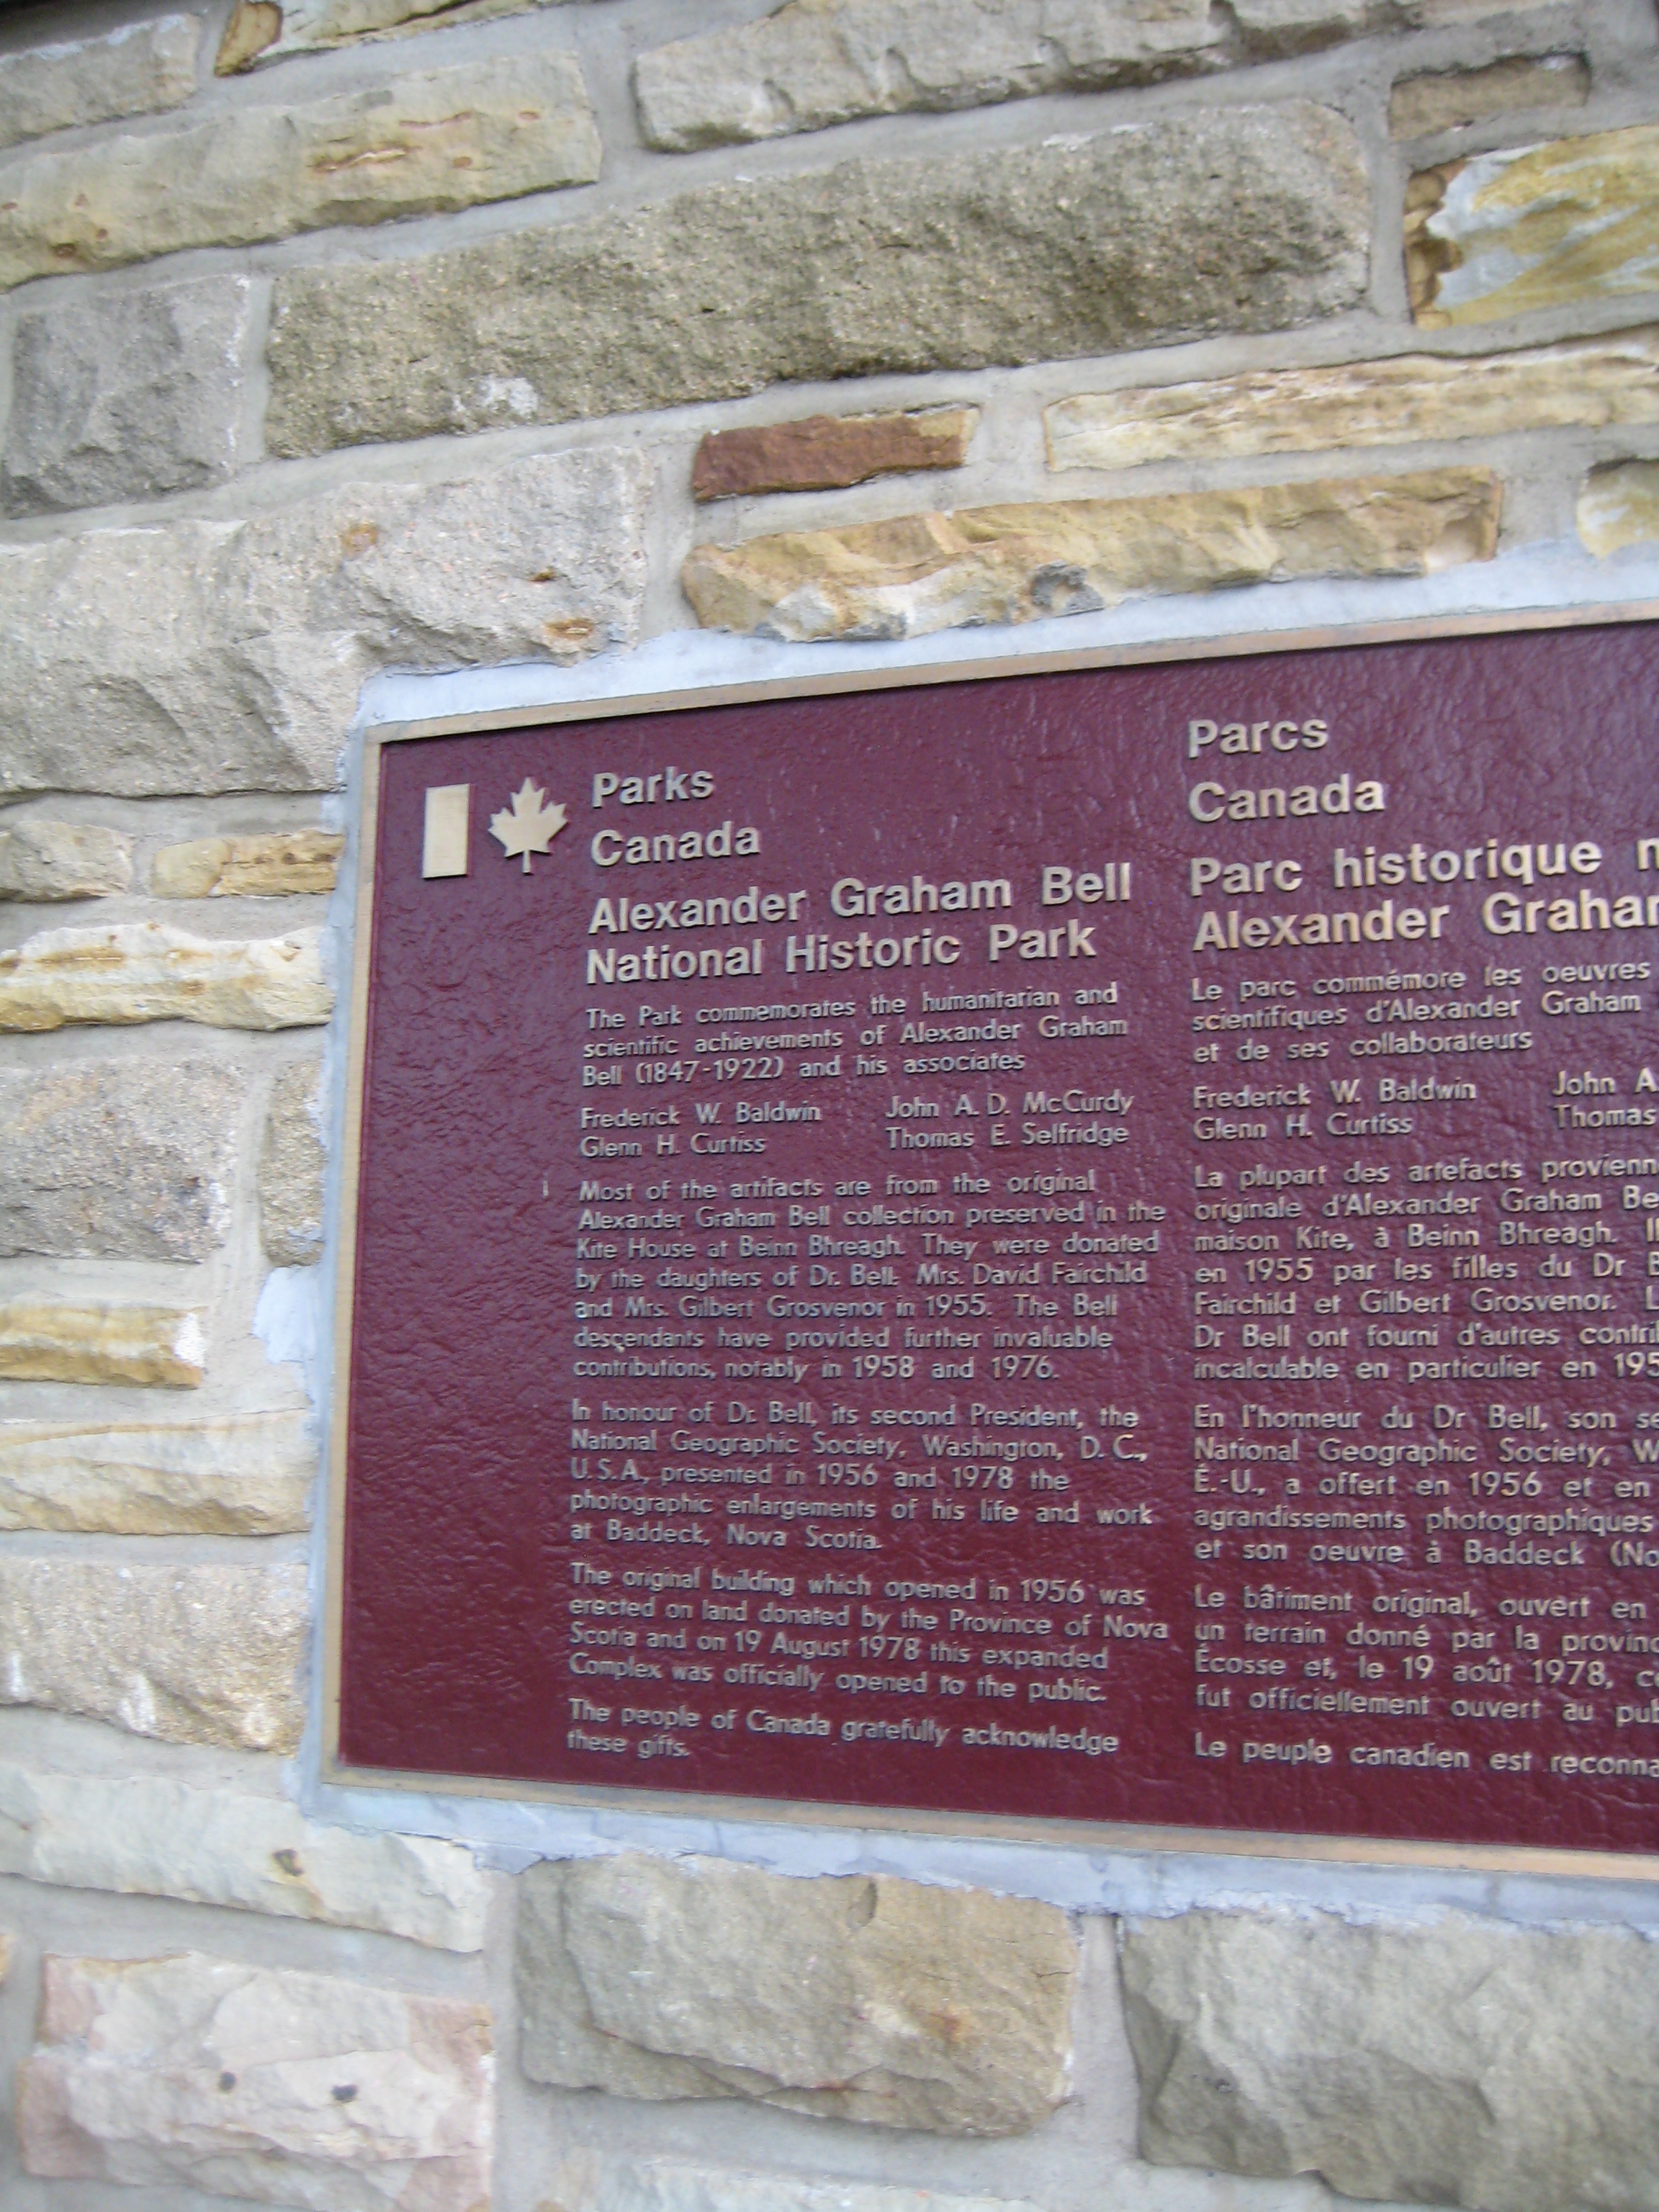 Parks
Canada
Alexander Graham Bell
National Historic Park
The Park commemorates the humanitarian and
scientific achievements of Alexander Graham
Bell (1847-1922) and his associates
Frederick W. Baldwin John A. D. McCurdy
Glenn H. Curtiss Thomas E. Selfridge
Most of the artifacts are from the original
Alexander Graham Bell collection preserved in the
Kite House at Beinn Bhreagh. They were donated
by the daughters of Dr. Bell: Mrs. David Fairchild
and Mrs. Gilbert Grosvenor in 1955. The Bell
descendants have provided further invaluable
contributions, notably in 1958 and 1976.
In honour of Dr. Bell, its second President, the
National Geographic Society, Washington, D. C.,
U. S. A., presented in 1956 and 1978 the
photographic enlargements of his life and work
at Baddeck, Nova Scotia.
The original building which opened in 1956 was
erected on land donated by the Province of Nova
Scotia and on 19 August 1978 this expanded
Complex was officially opened to the public.
The people of Canada gratefully acknowledge
these gifts.
Parcs
Canada
Parc historique
Alexander Graha
Le parc commémore les oeuvres
scientifiques d'Alexander Graham
et de ses collaborateurs
Frederick W. Baldwin John A.
Glenn H. Curtiss Thomas
La plupart des artefacts provienn
originale d'Alexander Graham Be
maison Kite, à Beinn Bhreagh. Il
en 1955 par les filles du Dr B
Fairchild et Gilbert Grosvenor. L
Dr Bell ont fourni d'autres contri
incalculable en particulier en 195
En l'honneur du Dr Bell, son se
National Geographic Society, W
É.-U., a offert en 1956 et en
agrandissements photographiques
et son oeuvre à Baddeck (No
Le bâtiment original, ouvert en
un terrain donné par la provinc
Écosse et, le 19 août 1978, c
fut officiellement ouvert au pub
Le peuple canadien est reconna